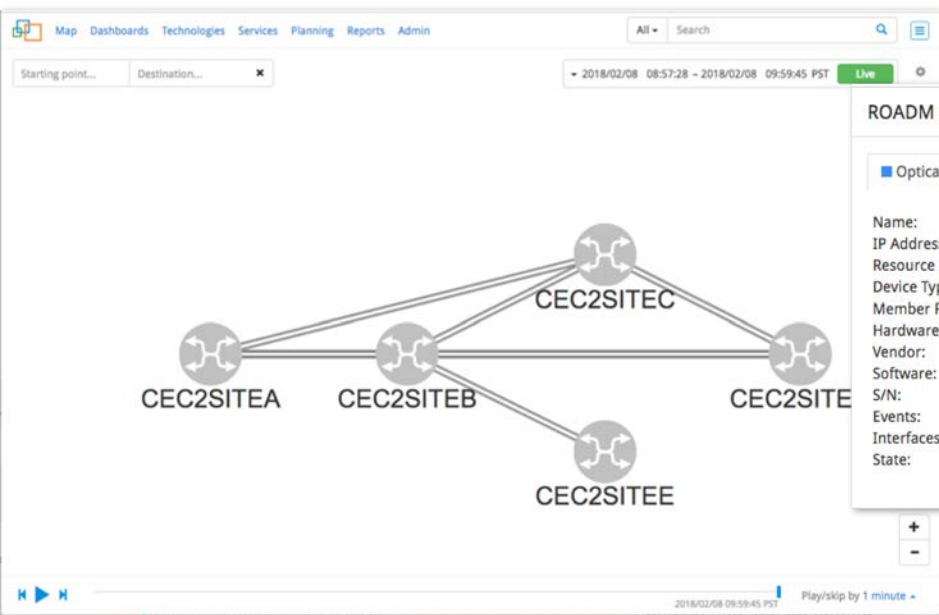 Map Dashboards Technologies Services Planning Reports Admin
All Search
Starting point... Destination...
2018/02/08 08:57:28 – 2018/02/08 09:59:45 PST Live
ROADM
Optica
Name:
IP Address
Resource
Device Typ
Member
Hardware
Vendor:
Software:
S/N:
Events:
Interfaces
State:
CEC2SITEC
CEC2SITEA
CEC2SITEB
CEC2SITE
CEC2SITEE
2018/02/08 09:59:45 PST
Play/skip by 1 minute